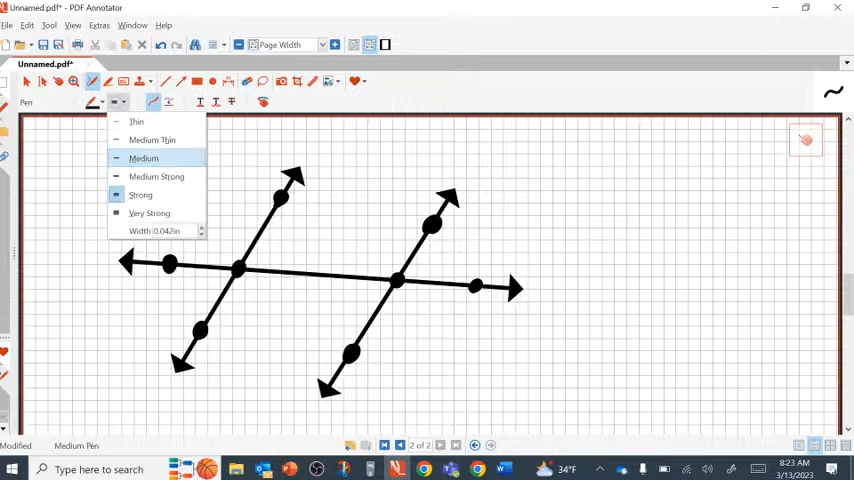 Unnamed.pdf* — PDF Annotator
File Edit Tool View Extras Window Help
Page Width
Unnamed.pdf*
Pen
Thin
Medium Thin
Medium
Medium Strong
Strong
Very Strong
Width 0.042in
Modified Medium Pen 2 of 2
Type here to search 34°F 8:23 AM
3/13/2023